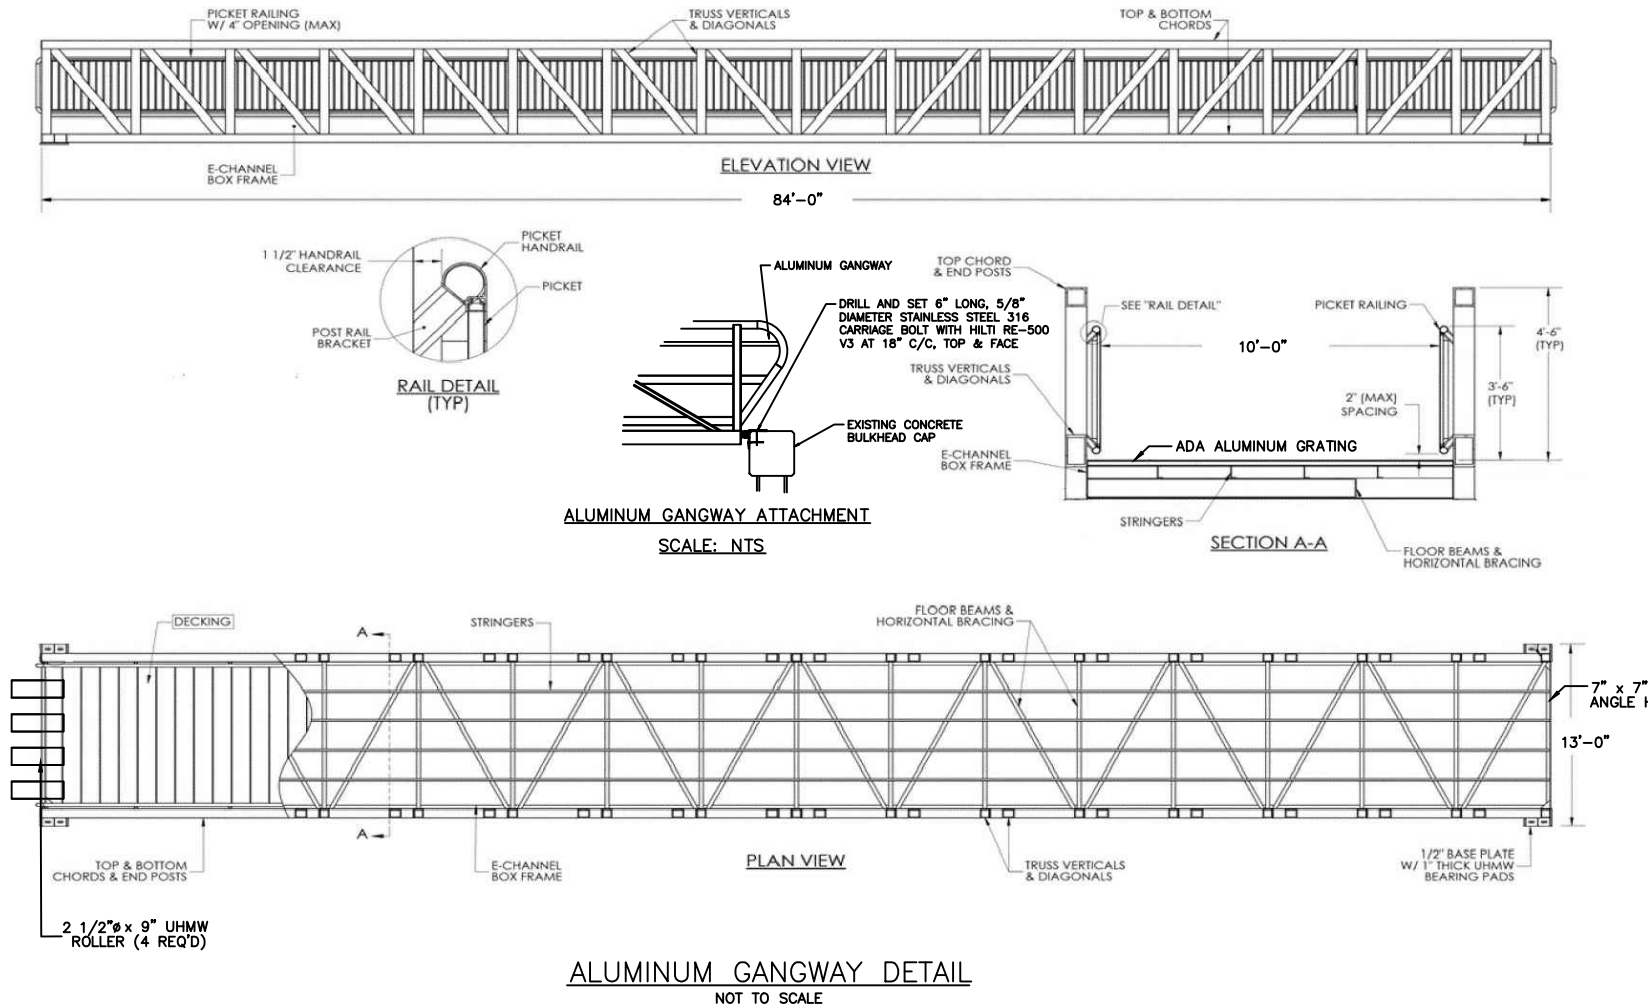 PICKET RAILING
W/ 4" OPENING (MAX)
TRUSS VERTICALS
& DIAGONALS
TOP & BOTTOM
CHORDS
E-CHANNEL
BOX FRAME
ELEVATION VIEW
84'-0"
1 1/2" HANDRAIL
CLEARANCE
PICKET
HANDRAIL
PICKET
POST RAIL
BRACKET
RAIL DETAIL
(TYP)
ALUMINUM GANGWAY
DRILL AND SET 6" LONG, 5/8"
DIAMETER STAINLESS STEEL 316
CARRIAGE BOLT WITH HILTI RE-500
V3 AT 18" C/C, TOP & FACE
EXISTING CONCRETE
BULKHEAD CAP
ALUMINUM GANGWAY ATTACHMENT
SCALE: NTS
TOP CHORD
& END POSTS
SEE "RAIL DETAIL"
PICKET RAILING
10'-0"
4'-6"
(TYP)
TRUSS VERTICALS
& DIAGONALS
3'-6"
(TYP)
2" (MAX)
SPACING
ADA ALUMINUM GRATING
E-CHANNEL
BOX FRAME
STRINGERS
SECTION A-A
FLOOR BEAMS &
HORIZONTAL BRACING
DECKING
A
STRINGERS
FLOOR BEAMS &
HORIZONTAL BRACING
7" x 7"
ANGLE
13'-0"
A
TOP & BOTTOM
CHORDS & END POSTS
E-CHANNEL
BOX FRAME
PLAN VIEW
TRUSS VERTICALS
& DIAGONALS
1/2" BASE PLATE
W/ 1" THICK UHMW
BEARING PADS
2 1/2"ø x 9" UHMW
ROLLER (4 REQ'D)
ALUMINUM GANGWAY DETAIL
NOT TO SCALE